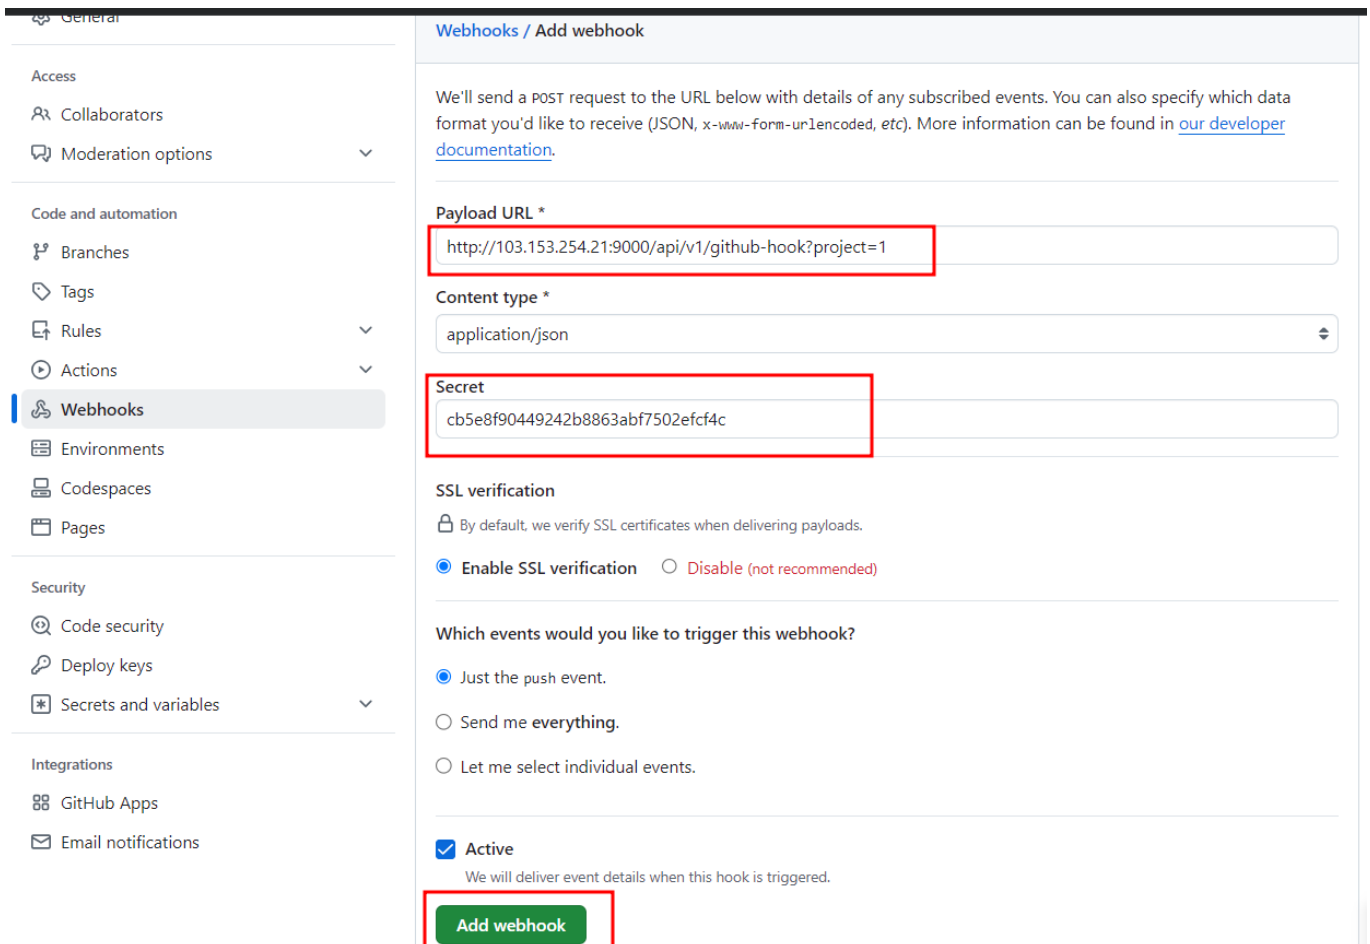 General
Access
Collaborators
Moderation options
Code and automation
Branches
Tags
Rules
Actions
Webhooks
Environments
Codespaces
Pages
Security
Code security
Deploy keys
Secrets and variables
Integrations
GitHub Apps
Email notifications
Webhooks / Add webhook
We'll send a POST request to the URL below with details of any subscribed events. You can also specify which data
format you'd like to receive (JSON, x-www-form-urlencoded, etc). More information can be found in our developer
documentation.
Payload URL *
http://103.153.254.21:9000/api/v1/github-hook?project=1
Content type *
application/json
Secret
cb5e8f90449242b8863abf7502efcf4c
SSL verification
By default, we verify SSL certificates when delivering payloads.
Enable SSL verification Disable (not recommended)
Which events would you like to trigger this webhook?
Just the push event.
Send me everything.
Let me select individual events.
Active
We will deliver event details when this hook is triggered.
Add webhook